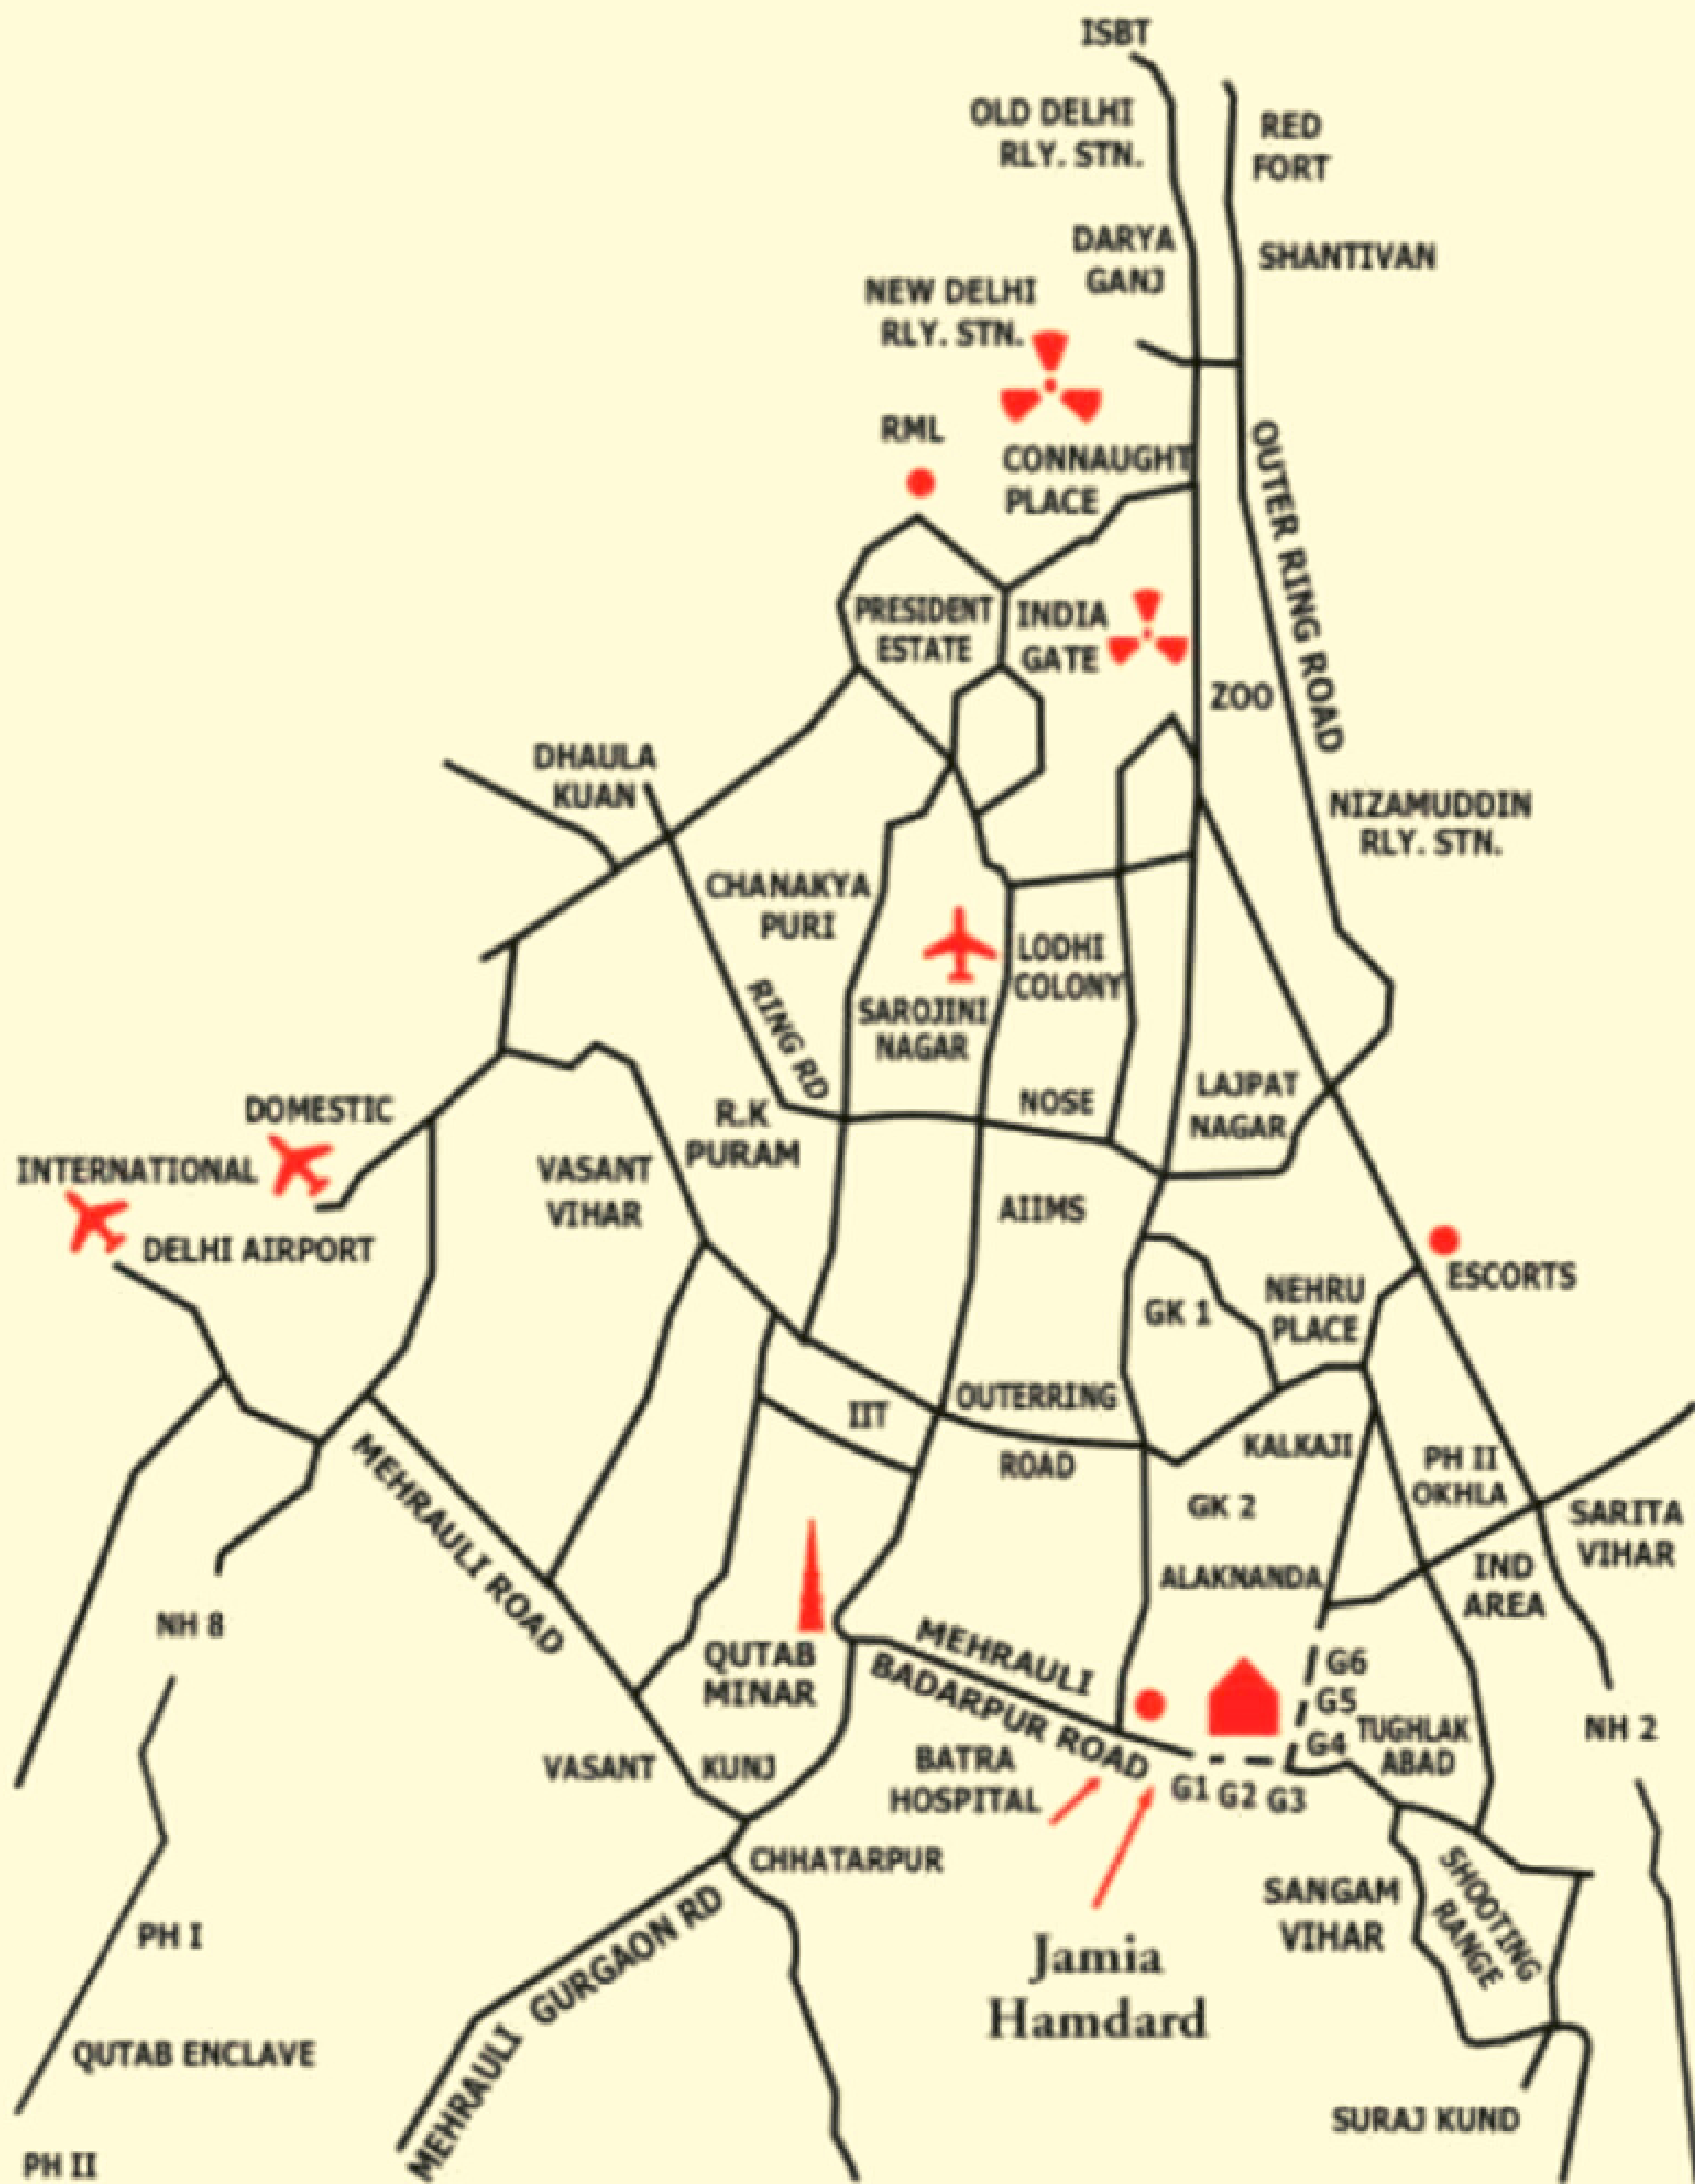 ISBT
OLD DELHI
RLY. STN.
RED
FORT
DARYA
GANJ
SHANTIVAN
NEW DELHI
RLY. STN.
RML
CONNAUGHT
PLACE
OUTER RING ROAD
PRESIDENT
ESTATE
INDIA
GATE
ZOO
DHAULA
KUAN
NIZAMUDDIN
RLY. STN.
CHANAKYA
PURI
LODHI
COLONY
RING RD
SAROJINI
NAGAR
NOSE
LAJPAT
NAGAR
DOMESTIC
R.K
PURAM
INTERNATIONAL
VASANT
VIHAR
AIIMS
DELHI AIRPORT
ESCORTS
GK 1
NEHRU
PLACE
IIT
OUTERRING
ROAD
KALKAJI
PH II
OKHLA
GK 2
SARITA
VIHAR
MEHRAULI ROAD
ALAKNANDA
IND
AREA
NH 8
QUTAB
MINAR
MEHRAULI
BADARPUR ROAD
G6
G5
G4
TUGHLAK
ABAD
NH 2
VASANT KUNJ
BATRA
HOSPITAL
G1 G2 G3
CHHATARPUR
SANGAM
VIHAR
SHOOTING
RANGE
PH I
MEHRAULI GURGAON RD
Jamia
Hamdard
QUTAB ENCLAVE
SURAJ KUND
PH II